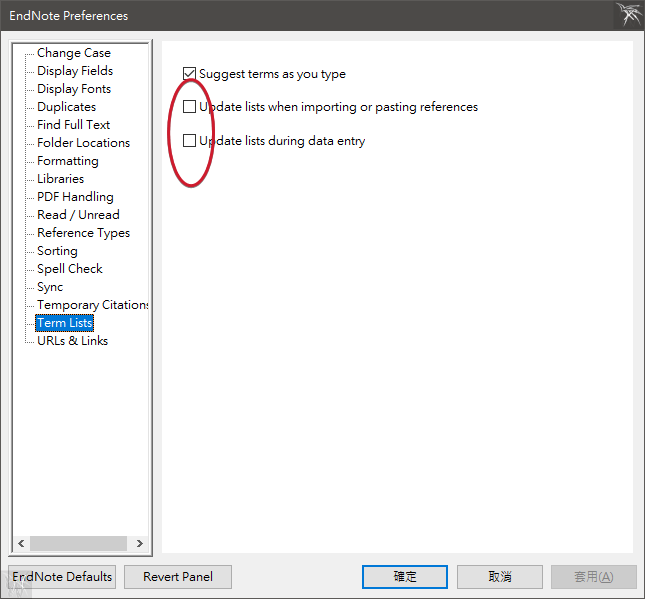 EndNote Preferences
Change Case
Display Fields
Display Fonts
Duplicates
Find Full Text
Folder Locations
Formatting
Libraries
PDF Handling
Read / Unread
Reference Types
Sorting
Spell Check
Sync
Temporary Citations
Term Lists
URLs & Links
Suggest terms as you type
Update lists when importing or pasting references
Update lists during data entry
EndNote Defaults
Revert Panel
確定
取消
套用(A)